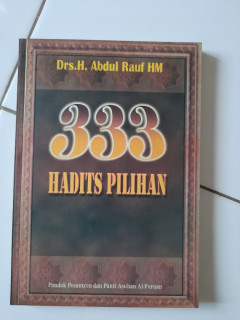 Drs. H. Abdul Rauf HM
333
HADITS PILIHAN
Pondok Pesantren dan Panti Asuhan Al-Furqan